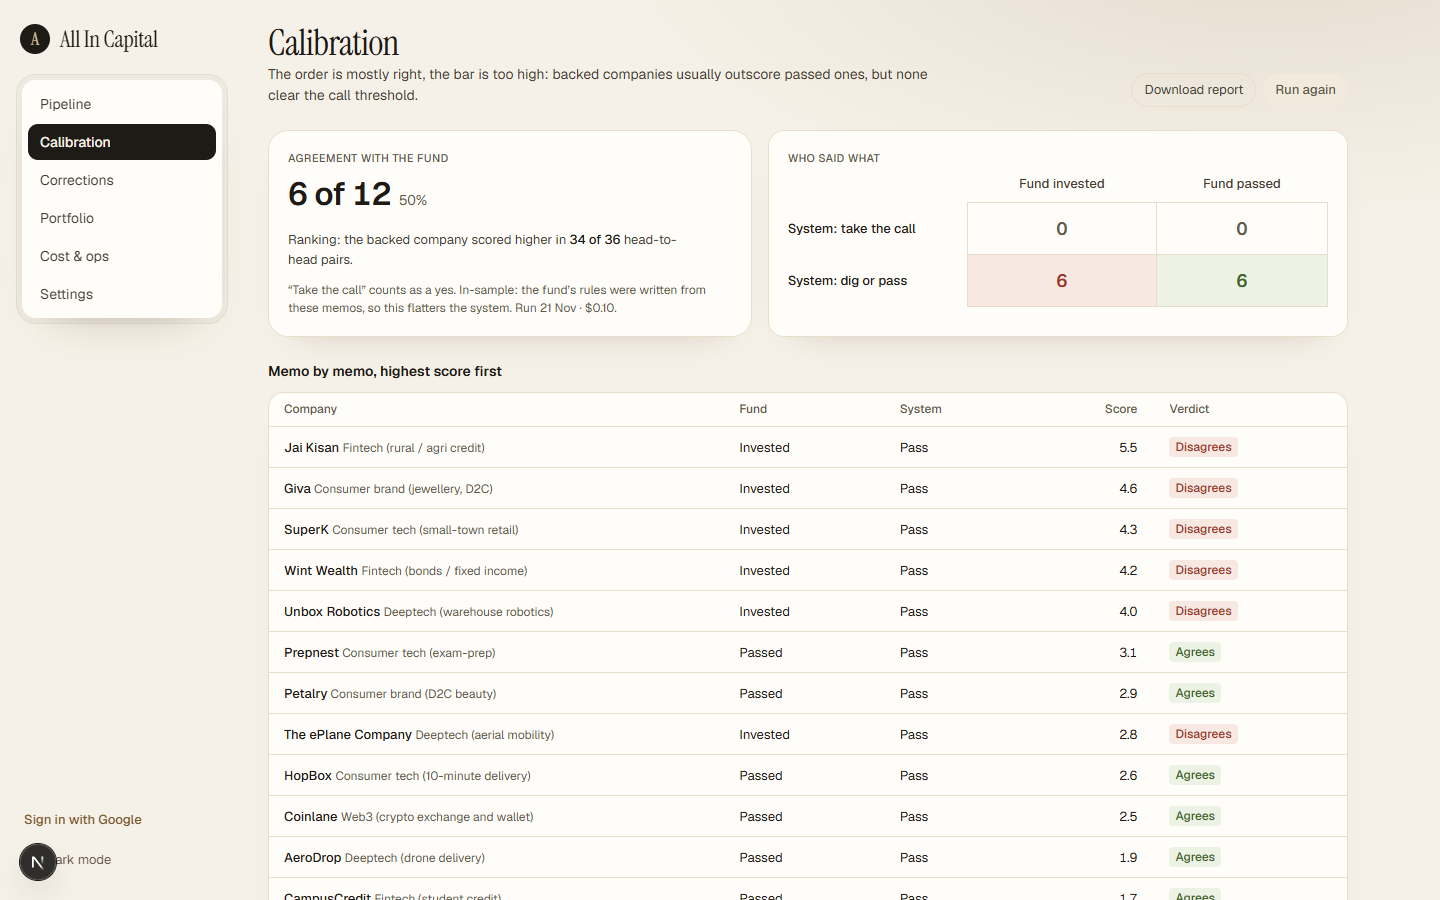 A All In Capital
Pipeline
Calibration
Corrections
Portfolio
Cost & ops
Settings
Sign in with Google
N ark mode
Calibration
The order is mostly right, the bar is too high: backed companies usually outscore passed ones, but none
clear the call threshold.
Download report
Run again
AGREEMENT WITH THE FUND
6 of 12 50%
Ranking: the backed company scored higher in 34 of 36 head-to-
head pairs.
“Take the call” counts as a yes. In-sample: the fund’s rules were written from
these memos, so this flatters the system. Run 21 Nov · $0.10.
WHO SAID WHAT
Fund invested Fund passed
System: take the call 0 0
System: dig or pass 6 6
Memo by memo, highest score first
Company Fund System Score Verdict
Jai Kisan Fintech (rural / agri credit) Invested Pass 5.5 Disagrees
Giva Consumer brand (jewellery, D2C) Invested Pass 4.6 Disagrees
SuperK Consumer tech (small-town retail) Invested Pass 4.3 Disagrees
Wint Wealth Fintech (bonds / fixed income) Invested Pass 4.2 Disagrees
Unbox Robotics Deeptech (warehouse robotics) Invested Pass 4.0 Disagrees
Prepnest Consumer tech (exam-prep) Passed Pass 3.1 Agrees
Petalry Consumer brand (D2C beauty) Passed Pass 2.9 Agrees
The ePlane Company Deeptech (aerial mobility) Invested Pass 2.8 Disagrees
HopBox Consumer tech (10-minute delivery) Passed Pass 2.6 Agrees
Coinlane Web3 (crypto exchange and wallet) Passed Pass 2.5 Agrees
AeroDrop Deeptech (drone delivery) Passed Pass 1.9 Agrees
CampusCredit Fintech (student credit) Passed Pass 1.7 Agrees